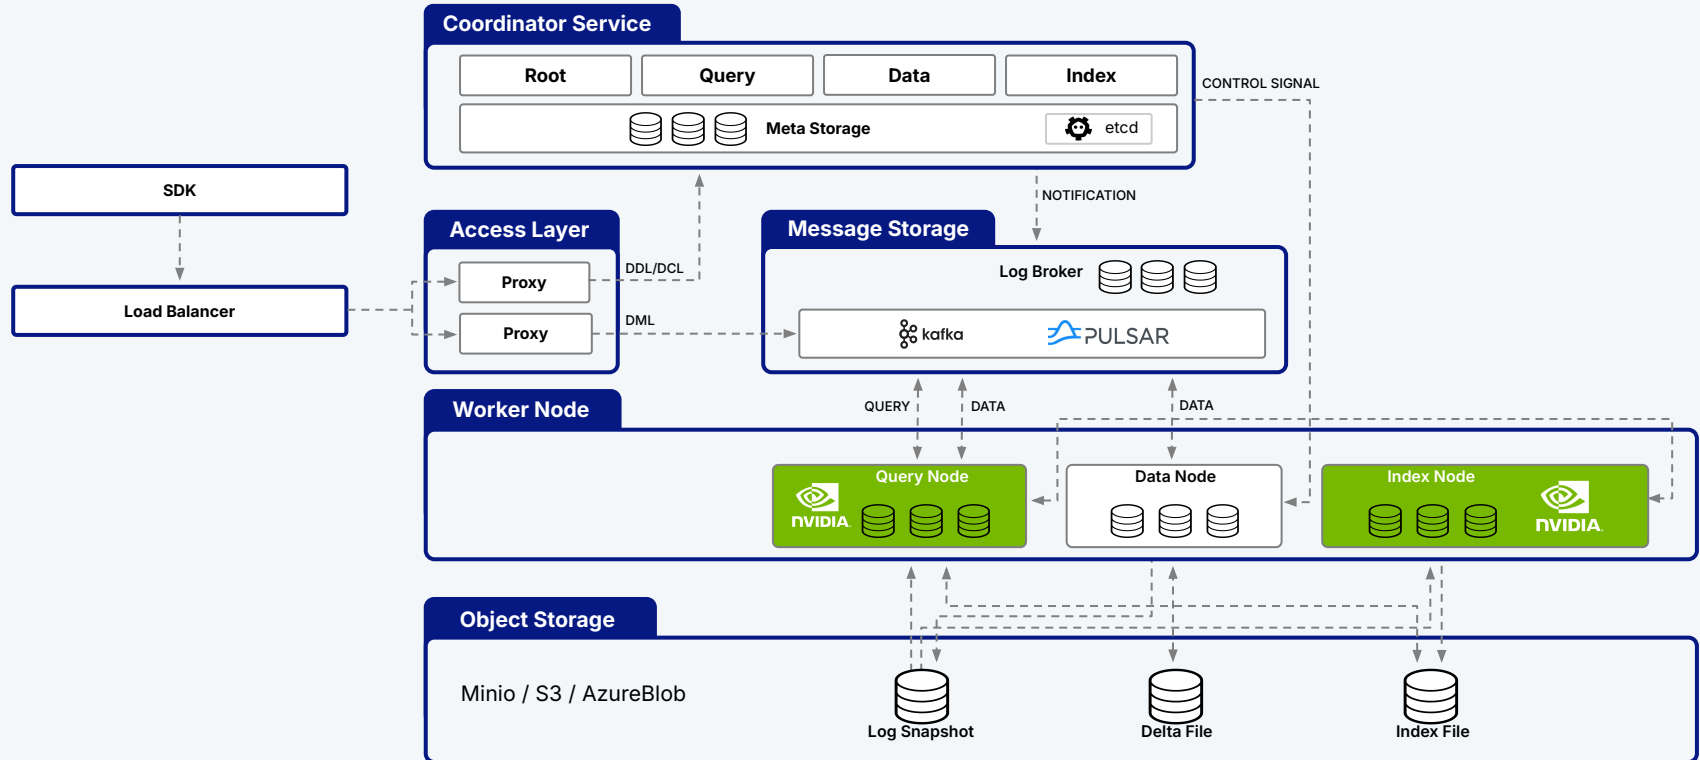 Coordinator Service
Root
Query
Data
Index
Meta Storage
etcd
CONTROL SIGNAL
SDK
NOTIFICATION
Access Layer
Message Storage
Proxy
DDL/DCL
Log Broker
Load Balancer
Proxy
DML
kafka
PULSAR
Worker Node
QUERY
DATA
DATA
Query Node
NVIDIA.
Data Node
Index Node
NVIDIA.
Object Storage
Minio / S3 / AzureBlob
Log Snapshot
Delta File
Index File